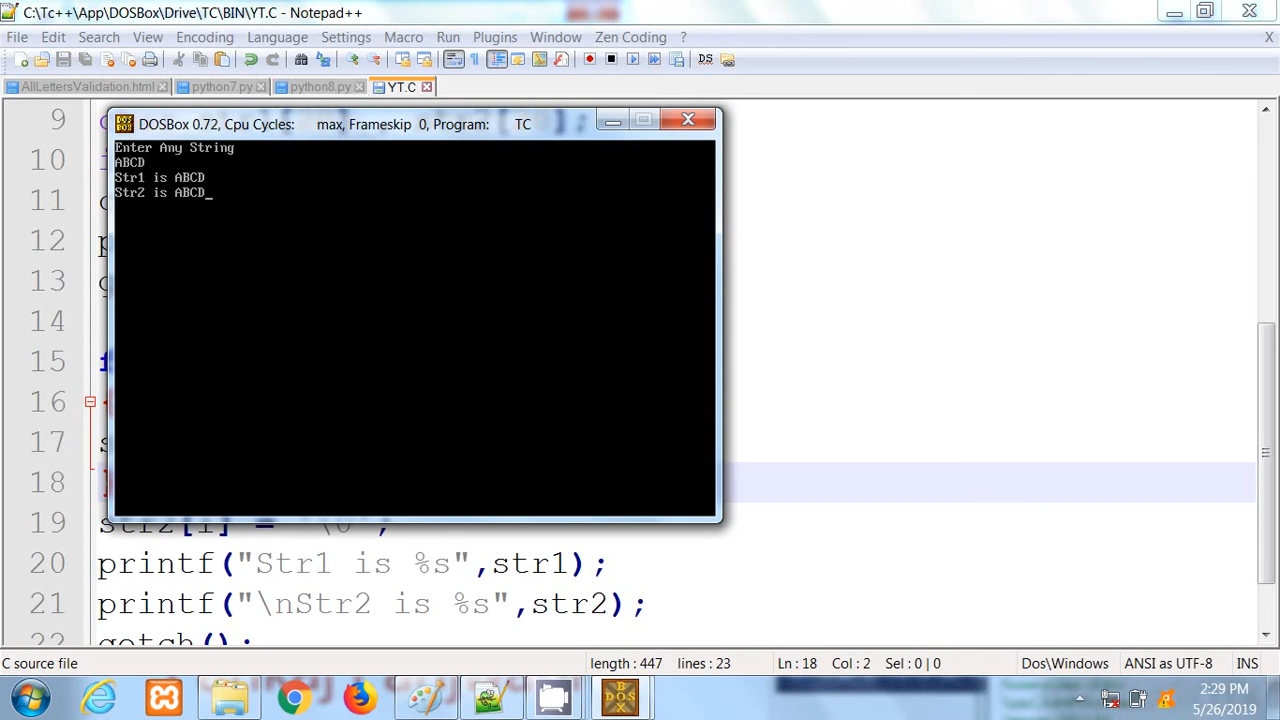 C:\Tc++\App\DOSBox\Drive\TC\BIN\YT.C - Notepad++
File Edit Search View Encoding Language Settings Macro Run Plugins Window Zen Coding ? X
AllLettersValidation.html python7.py python8.py YT.C
DOSBox 0.72, Cpu Cycles: max, Frameskip 0, Program: TC
Enter Any String
ABCD
Str1 is ABCD
Str2 is ABCD_
9
10
11
12
13
14
15
16
17
18
19 str2[i] = '\0';
20 printf("Str1 is %s",str1);
21 printf("\nStr2 is %s",str2);
22 getch();
C source file length : 447 lines : 23 Ln : 18 Col : 2 Sel : 0 | 0 Dos\Windows ANSI as UTF-8 INS
2:29 PM
5/26/2019